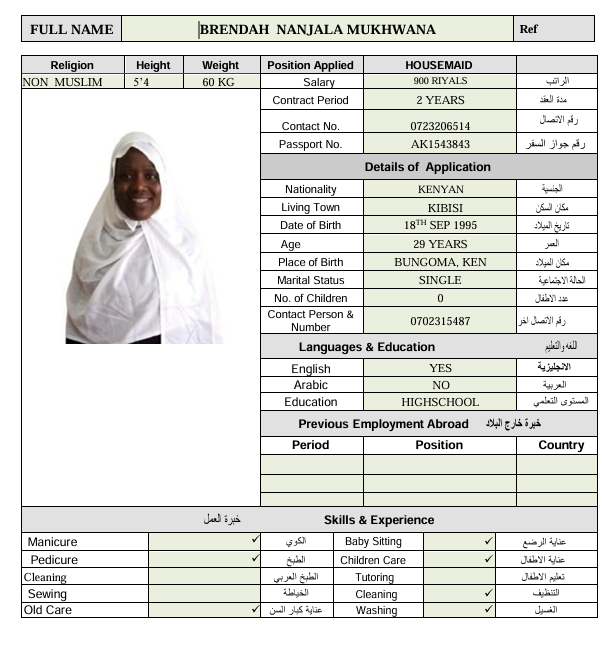 FULL NAME BRENDAH NANJALA MUKHWANA Ref
Religion Height Weight Position Applied HOUSEMAID
NON MUSLIM 5’4 60 KG Salary 900 RIYALS الراتب
Contract Period 2 YEARS مدة العقد
Contact No. 0723206514 رقم الاتصال
Passport No. AK1543843 رقم جواز السفر
Details of Application
Nationality KENYAN الجنسية
Living Town KIBISI مكان السكن
Date of Birth 18TH SEP 1995 تاريخ الميلاد
Age 29 YEARS العمر
Place of Birth BUNGOMA, KEN مكان الميلاد
Marital Status SINGLE الحالة الاجتماعية
No. of Children 0 عدد الاطفال
Contact Person & Number 0702315487 رقم الاتصال اخر
Languages & Education للغه والتعليم
English YES الانجليزية
Arabic NO العربية
Education HIGHSCHOOL المستوى التعلمي
Previous Employment Abroad خبرة خارج البلاد
Period Position Country
خبرة العمل Skills & Experience
Manicure ✓ الكوي Baby Sitting ✓ عناية الرضع
Pedicure ✓ الطبخ Children Care ✓ عناية الاطفال
Cleaning الطبخ العربي Tutoring تعليم الاطفال
Sewing الخياطة Cleaning ✓ التنظيف
Old Care ✓ عناية كبار السن Washing ✓ الغسيل